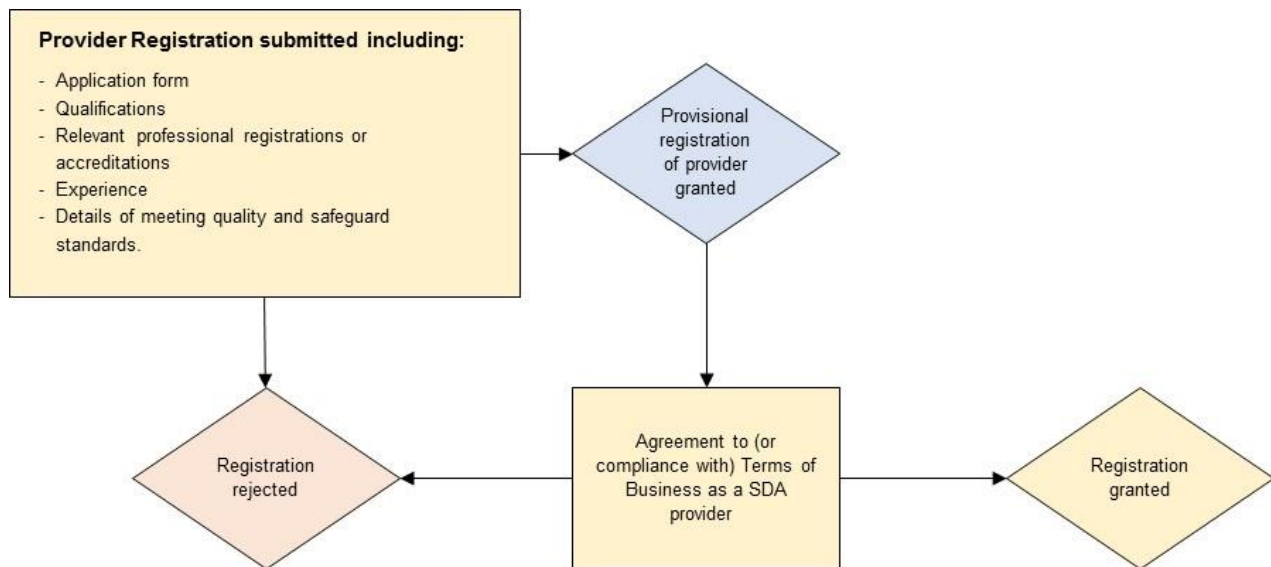 Provider Registration submitted including:
- Application form
- Qualifications
- Relevant professional registrations or
accreditations
- Experience
- Details of meeting quality and safeguard
standards.
Provisional
registration
of provider
granted
Registration
rejected
Agreement to (or
compliance with) Terms of
Business as a SDA
provider
Registration
granted